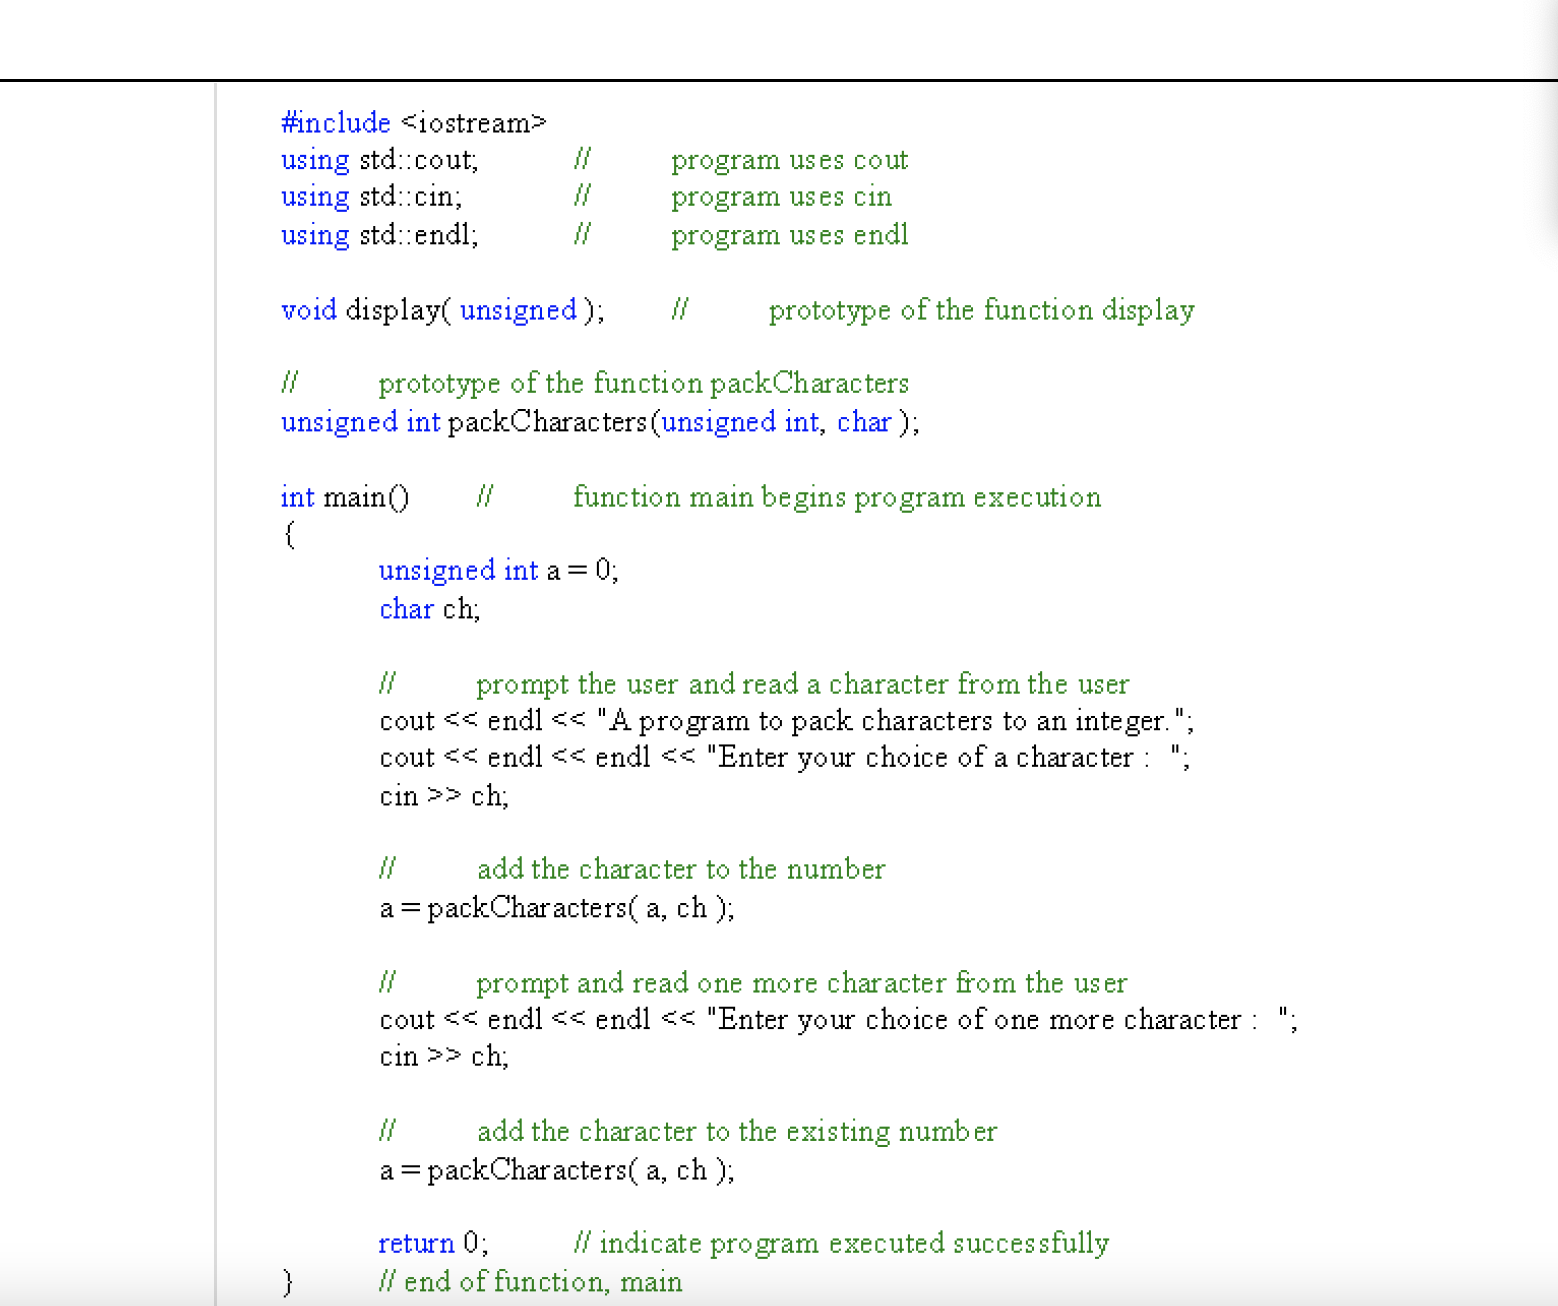 #include <iostream>
using std::cout; // program uses cout
using std::cin; // program uses cin
using std::endl; // program uses endl
void display( unsigned ); // prototype of the function display
// prototype of the function packCharacters
unsigned int packCharacters(unsigned int, char );
int main() // function main begins program execution
{
unsigned int a = 0;
char ch;
// prompt the user and read a character from the user
cout << endl << "A program to pack characters to an integer.";
cout << endl << endl << "Enter your choice of a character :  ";
cin >> ch;
// add the character to the number
a = packCharacters( a, ch );
// prompt and read one more character from the user
cout << endl << endl << "Enter your choice of one more character :  ";
cin >> ch;
// add the character to the existing number
a = packCharacters( a, ch );
return 0; // indicate program executed successfully
} // end of function, main